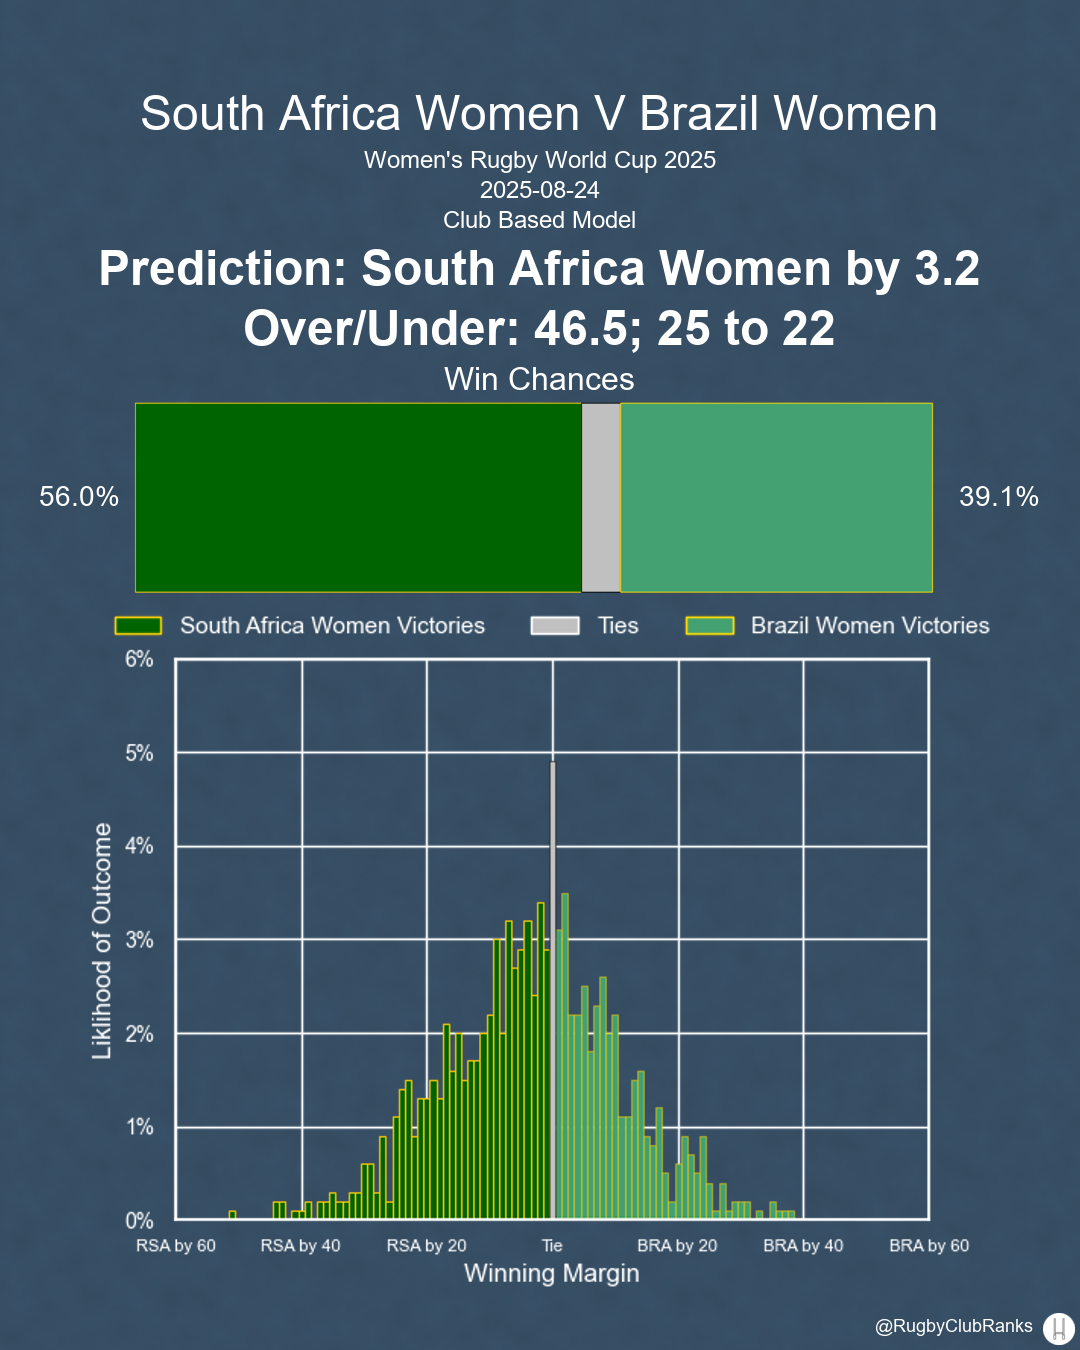 South Africa Women V Brazil Women
Women's Rugby World Cup 2025
2025-08-24
Club Based Model
Prediction: South Africa Women by 3.2
Over/Under: 46.5; 25 to 22
Win Chances
56.0%
39.1%
South Africa Women Victories
Ties
Brazil Women Victories
6%
5%
4%
3%
2%
1%
0%
Liklihood of Outcome
RSA by 60
RSA by 40
RSA by 20
Tie
BRA by 20
BRA by 40
BRA by 60
Winning Margin
@RugbyClubRanks